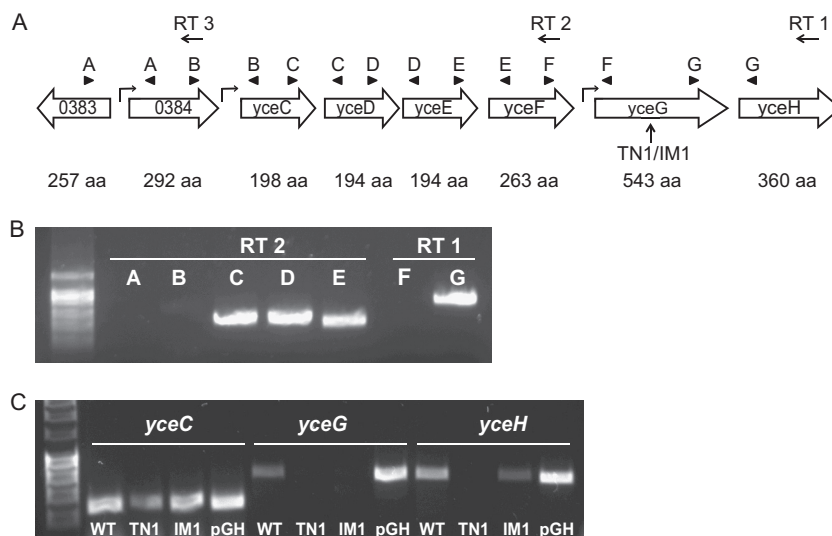 A
RT 3 RT 2 RT 1
A A B B C C D D E E F F G G
0383 0384 yceC yceD yceE yceF yceG yceH
TN1/IM1
257 aa 292 aa 198 aa 194 aa 194 aa 263 aa 543 aa 360 aa
B
RT 2 RT 1
A B C D E F G
C
yceC yceG yceH
WT TN1 IM1 pGH WT TN1 IM1 pGH WT TN1 IM1 pGH